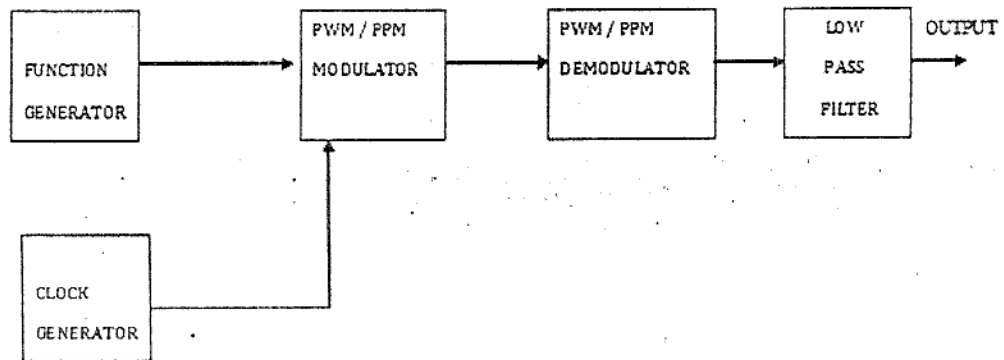 FUNCTION
GENERATOR
PWM / PPM
MODULATOR
PWM / PPM
DEMODULATOR
LOW
PASS
FILTER
OUTPUT
CLOCK
GENERATOR